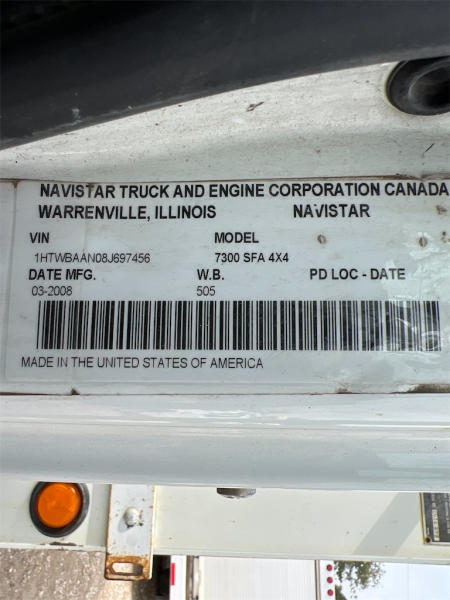 NAVISTAR TRUCK AND ENGINE CORPORATION CANADA
WARRENVILLE, ILLINOIS NAVISTAR
VIN MODEL
1HTWBAAN08J697456 7300 SFA 4X4
DATE MFG. W.B. PD LOC - DATE
03-2008 505
MADE IN THE UNITED STATES OF AMERICA